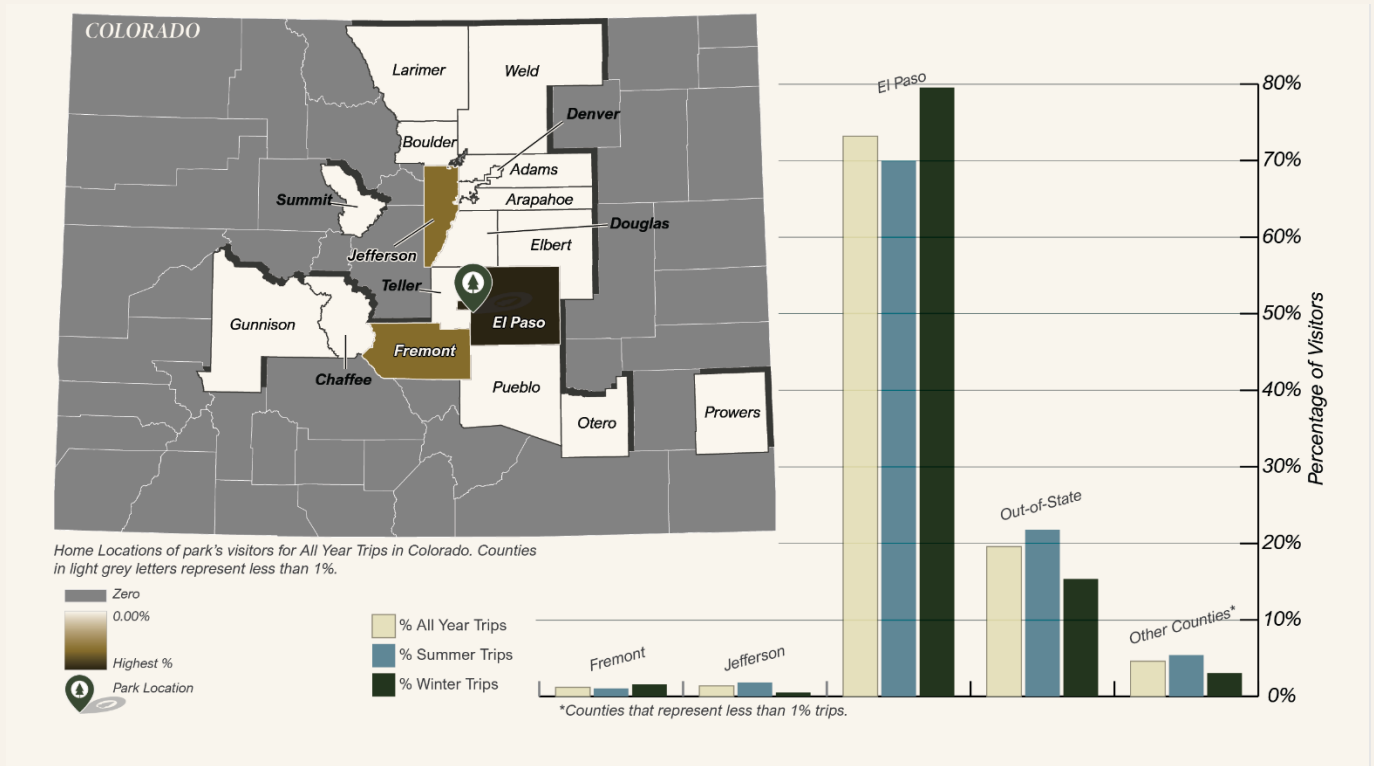 COLORADO
Larimer
Weld
Denver
Boulder
Adams
Summit
Arapahoe
Douglas
Jefferson
Elbert
Teller
Gunnison
El Paso
Fremont
Chaffee
Pueblo
Otero
Prowers
Home Locations of park's visitors for All Year Trips in Colorado. Counties
in light grey letters represent less than 1%.
Zero
0.00%
Highest %
Park Location
% All Year Trips
% Summer Trips
% Winter Trips
Fremont
Jefferson
El Paso
Out-of-State
Other Counties*
80%
70%
60%
50%
40%
30%
20%
10%
0%
Percentage of Visitors
*Counties that represent less than 1% trips.